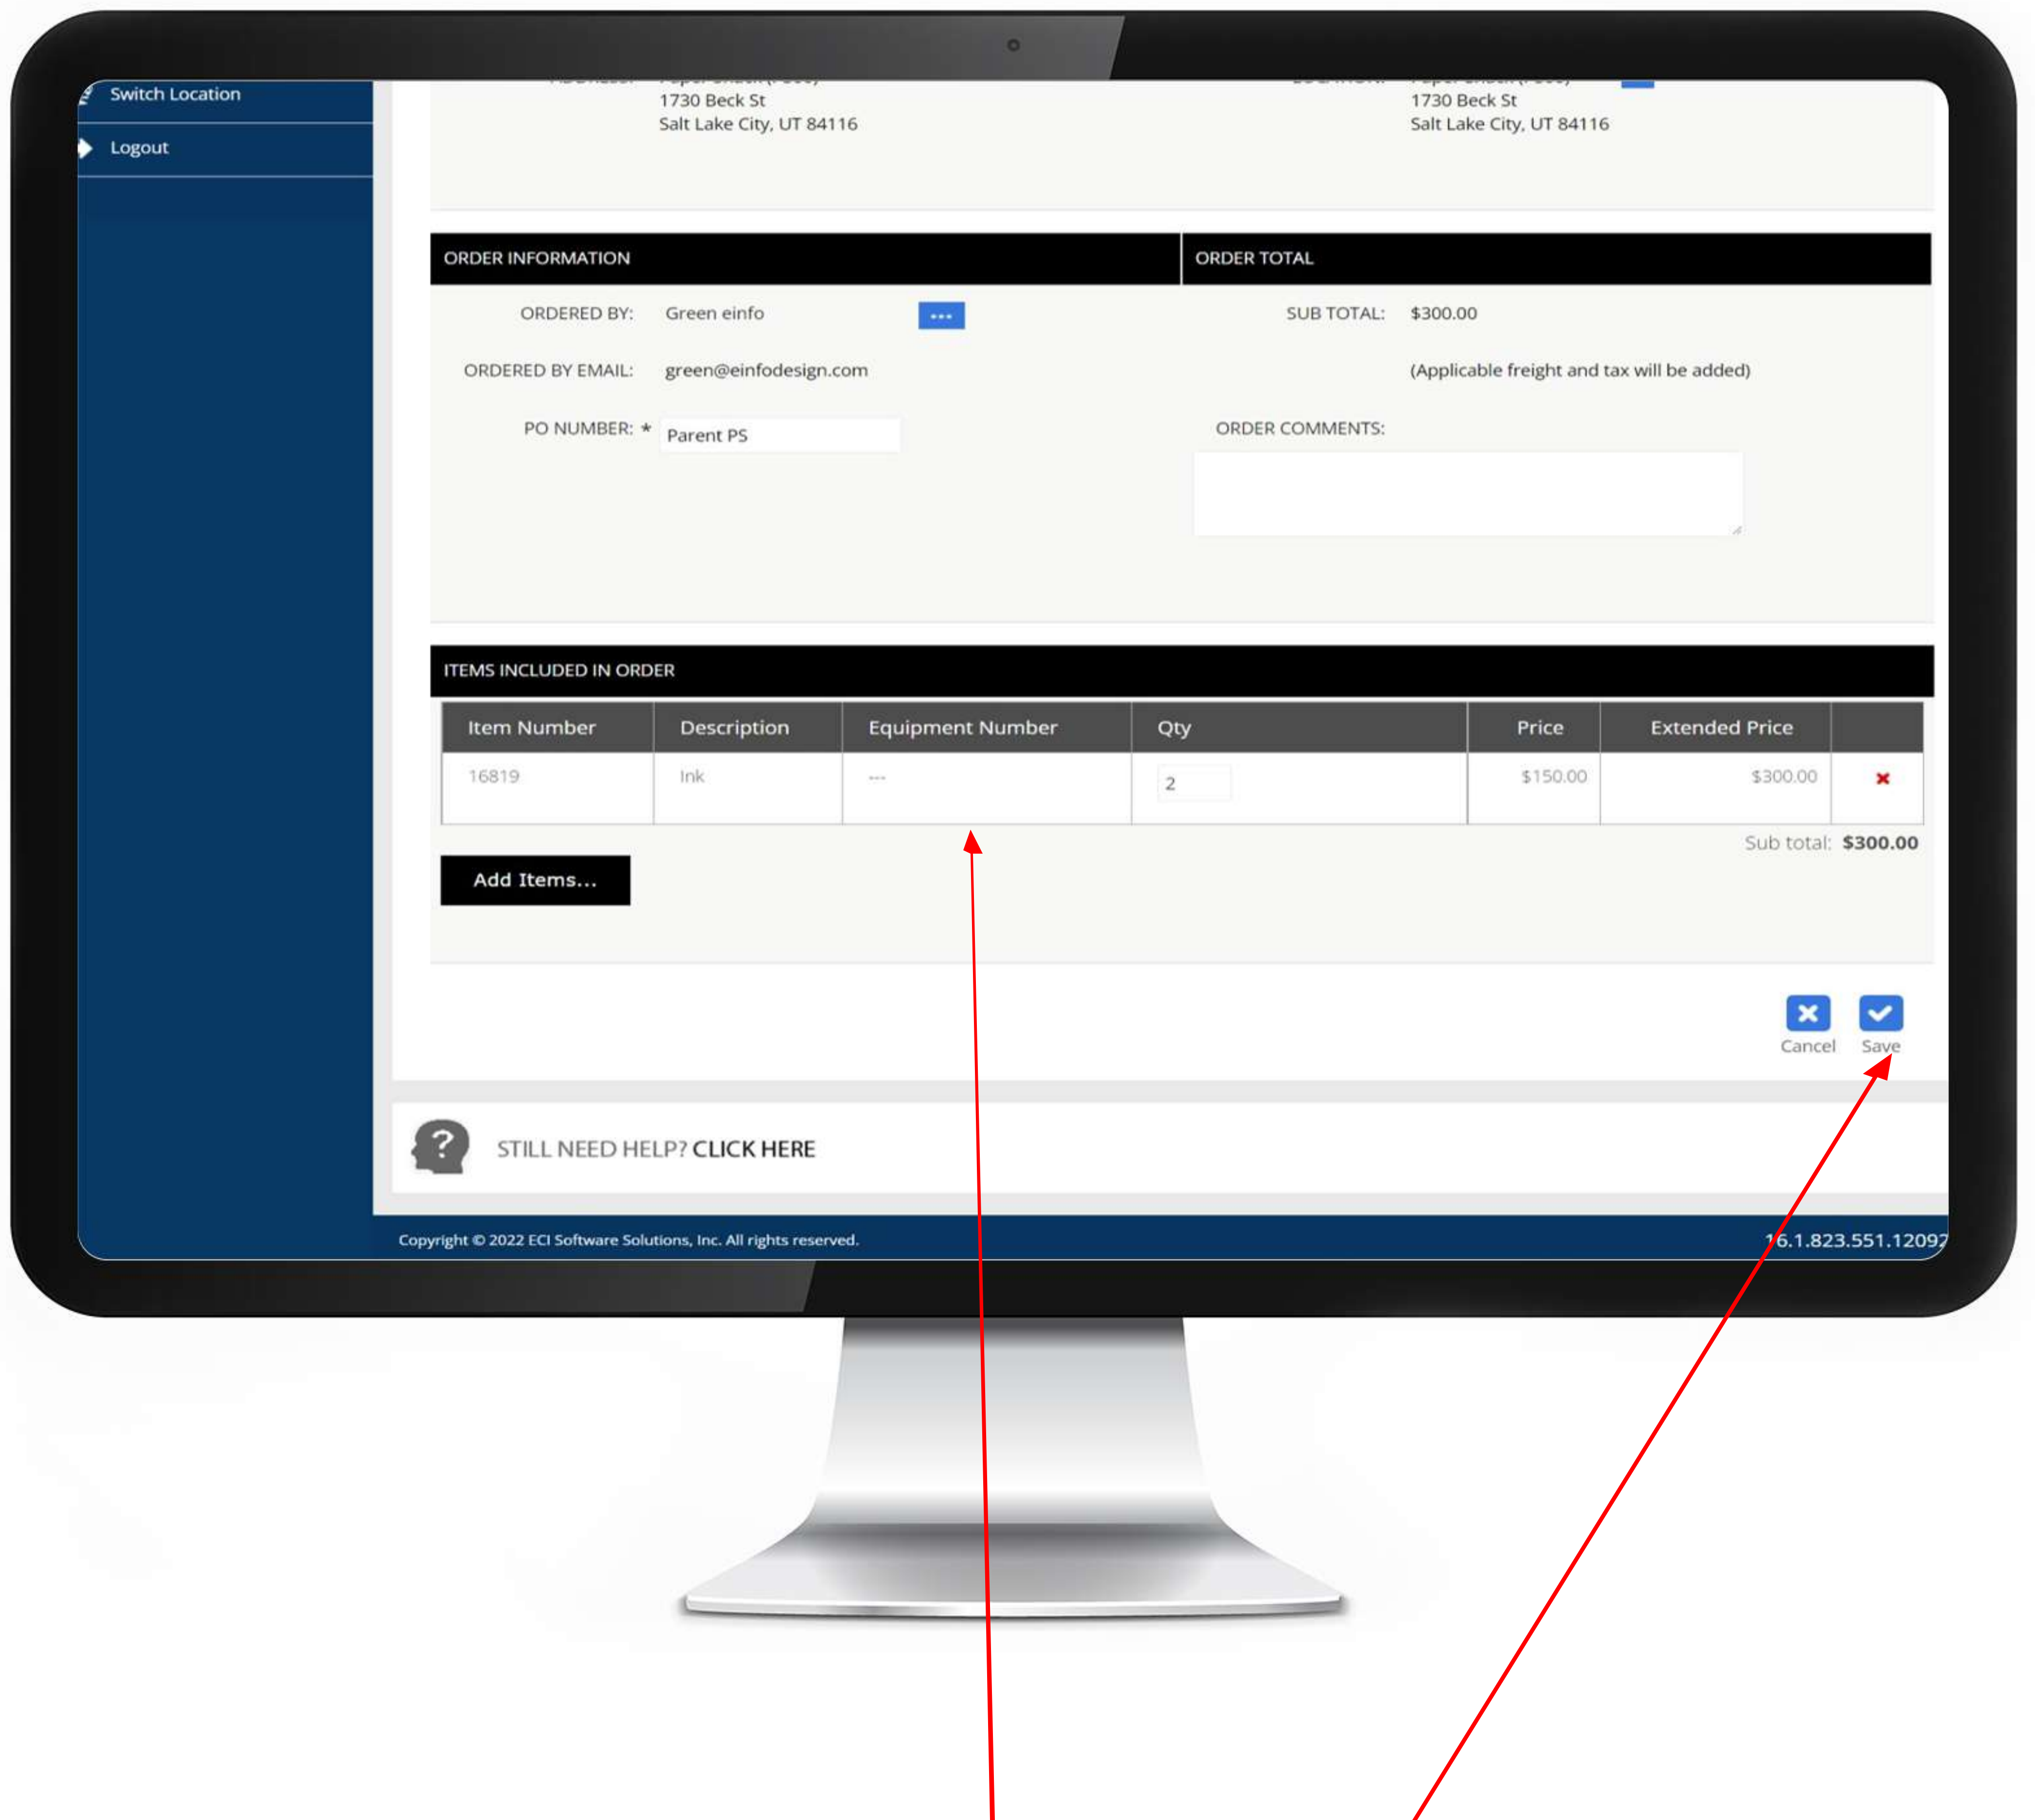 Switch Location
Logout
1730 Beck St
Salt Lake City, UT 84116
1730 Beck St
Salt Lake City, UT 84116
ORDER INFORMATION
ORDERED BY: Green einfo
ORDERED BY EMAIL: green@einfodesign.com
PO NUMBER: * Parent PS
ORDER TOTAL
SUB TOTAL: $300.00
(Applicable freight and tax will be added)
ORDER COMMENTS:
ITEMS INCLUDED IN ORDER
Item Number Description Equipment Number Qty Price Extended Price
16819 Ink --- 2 $150.00 $300.00
Sub total: $300.00
Add Items...
Cancel Save
STILL NEED HELP? CLICK HERE
Copyright © 2022 ECI Software Solutions, Inc. All rights reserved. 16.1.823.551.12092